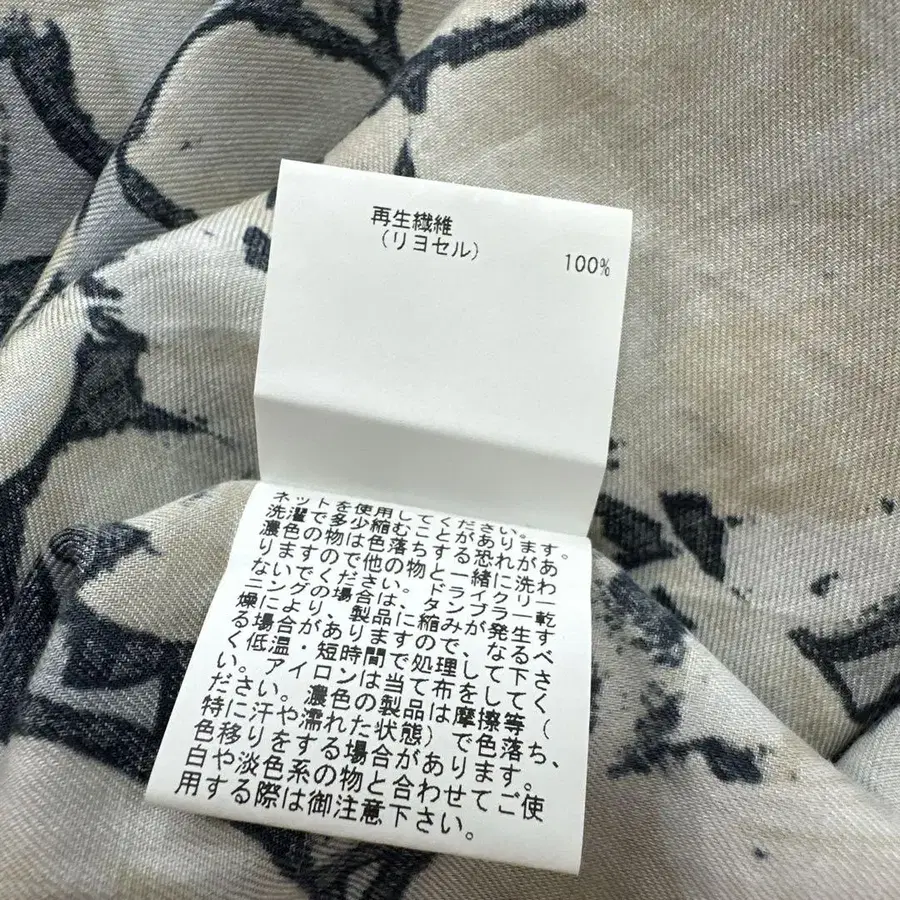 再生繊維
（リヨセル）
100%
ネットを使用してください。
洗濯で多少縮むことがあります。
濃色の物は色落ちする恐れがあ
りますので他の物と一緒に洗わ
ないでください。ドライクリー
ニングの場合は、タンブラー乾
燥により、製品に縮みが発生す
る場合がありますので、なるべ
く低温・短時間で処理して下さ
い。アイロンは当て布をしてく
ださい。濃色の製品は摩擦等（
特に汗や濡れた状態）で色落ち、
色移りをする場合があります。
白や淡色系の物と合わせてご使
用する際は御注意下さい。